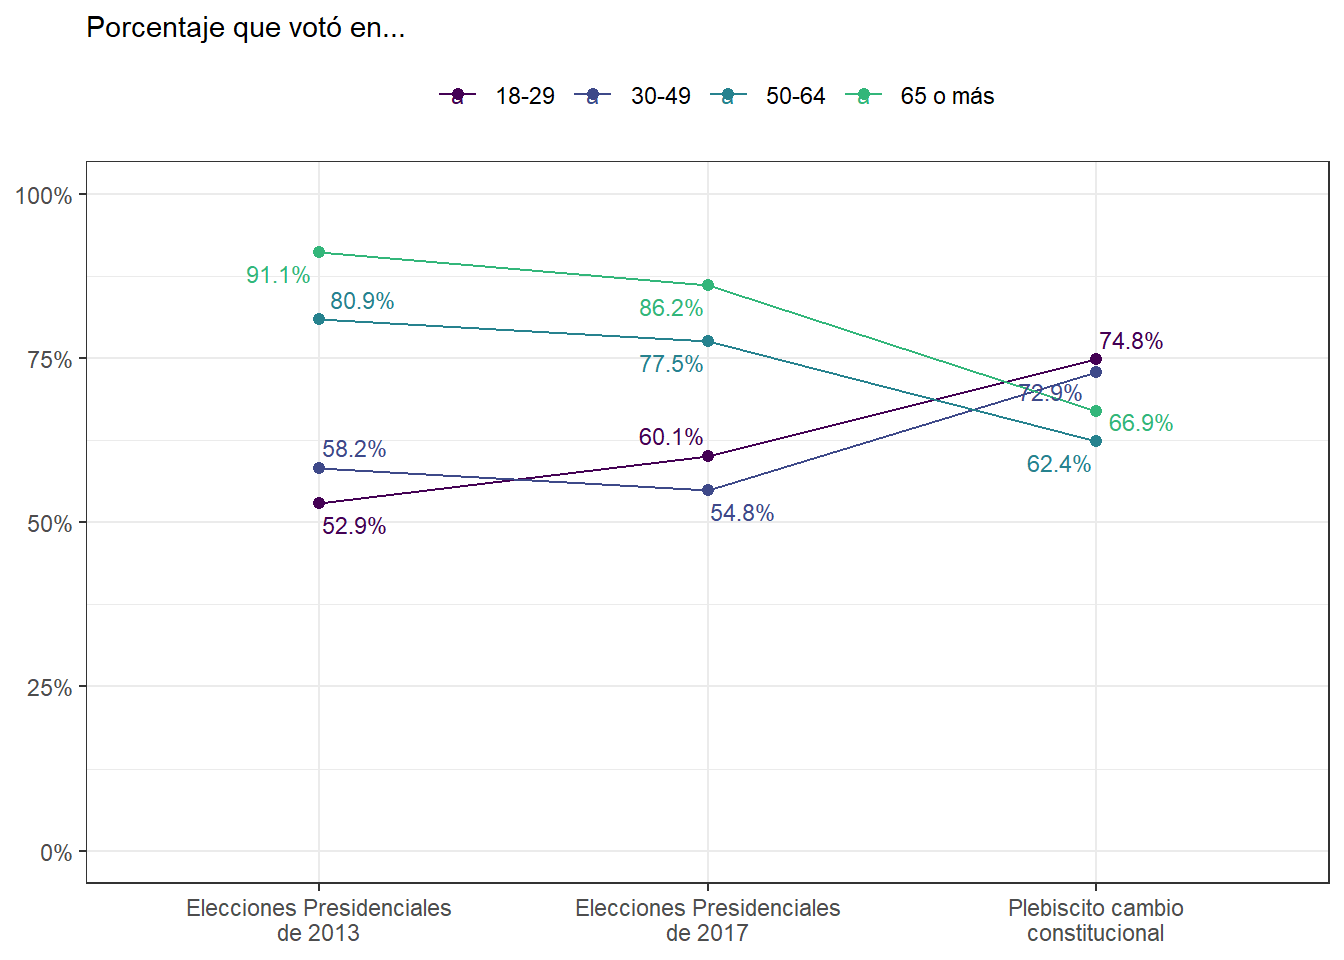 Porcentaje que votó en...
a 18-29 a 30-49 a 50-64 a 65 o más
100%
75%
50%
25%
0%
91.1%
80.9%
58.2%
52.9%
86.2%
77.5%
60.1%
54.8%
74.8%
72.9%
66.9%
62.4%
Elecciones Presidenciales
de 2013
Elecciones Presidenciales
de 2017
Plebiscito cambio
constitucional